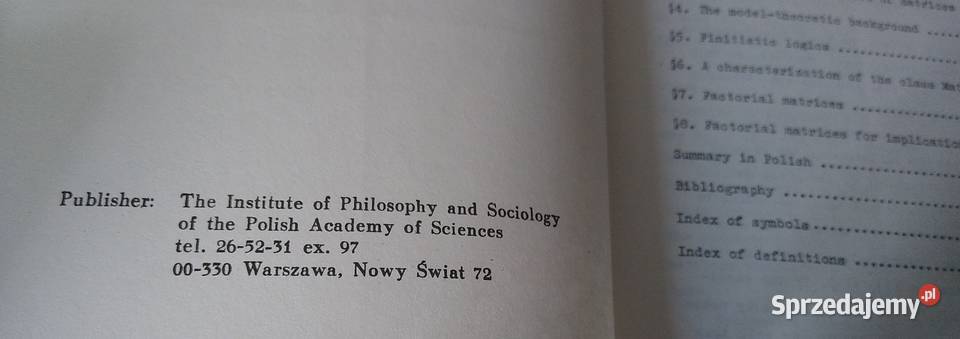 Publisher: The Institute of Philosophy and Sociology
of the Polish Academy of Sciences
tel. 26-52-31 ex. 97
00-330 Warszawa, Nowy Świat 72
matrices
§4. The model-theoretic background ....
§5. Finitistic logics ..................
§6. A characterization of the class Mat
§7. Factorial matrices ...............
§8. Factorial matrices for implicatio
Summary in Polish ....................
Bibliography .........................
Index of symbols......................
Index of definitions .................
Sprzedajemy.pl